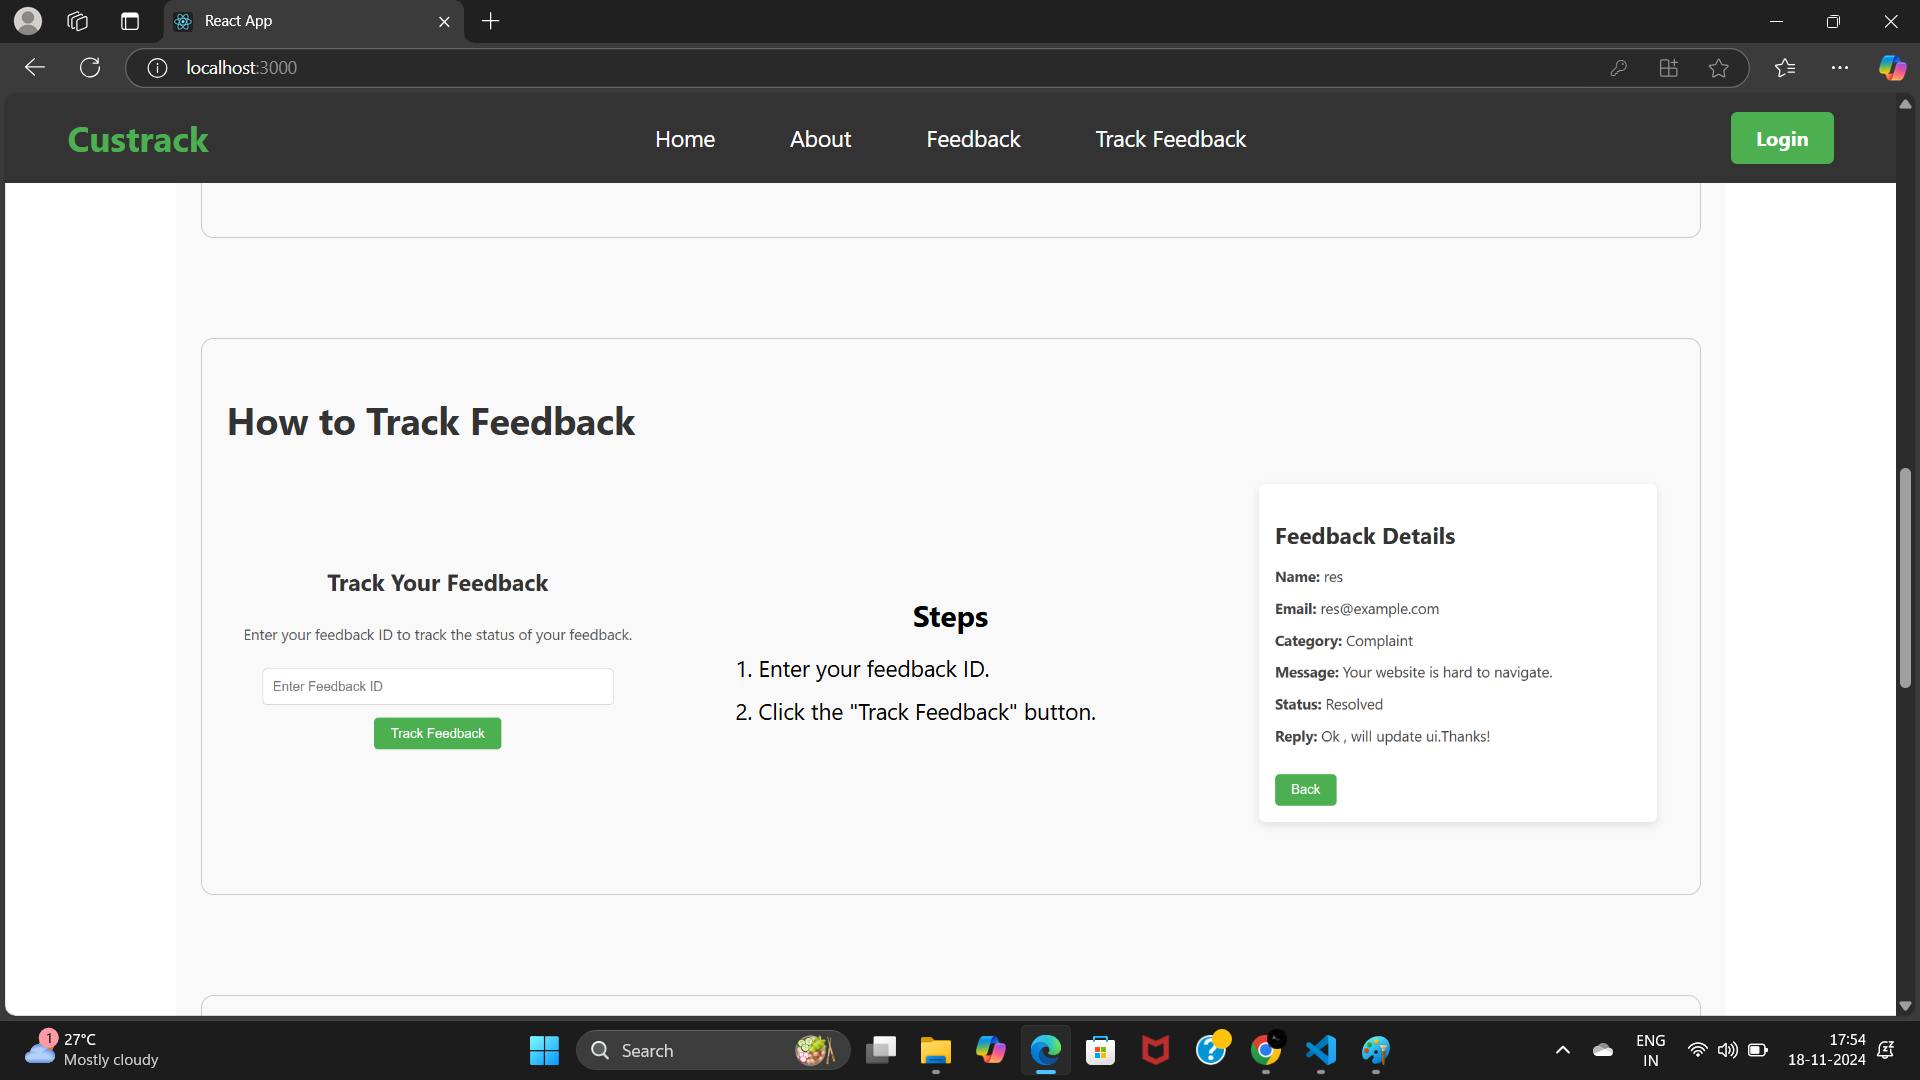 React App
localhost:3000
Custrack
Home
About
Feedback
Track Feedback
Login
How to Track Feedback
Track Your Feedback
Enter your feedback ID to track the status of your feedback.
Enter Feedback ID
Track Feedback
Steps
1. Enter your feedback ID.
2. Click the "Track Feedback" button.
Feedback Details
Name: res
Email: res@example.com
Category: Complaint
Message: Your website is hard to navigate.
Status: Resolved
Reply: Ok , will update ui.Thanks!
Back
1
27°C
Mostly cloudy
Search
ENG
IN
17:54
18-11-2024